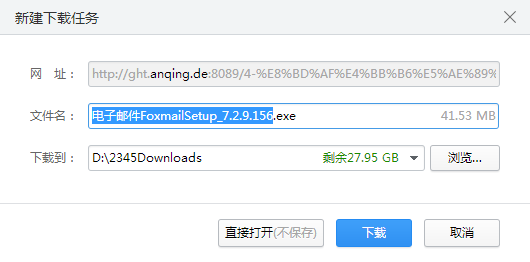 新建下载任务
网 址： http://ght.anqing.de:8089/4-%E8%BD%AF%E4%BB%B6%E5%AE%89%
文件名： 电子邮件FoxmailSetup_7.2.9.156.exe 41.53 MB
下载到： D:\2345Downloads 剩余27.95 GB 浏览...
直接打开(不保存) 下载 取消